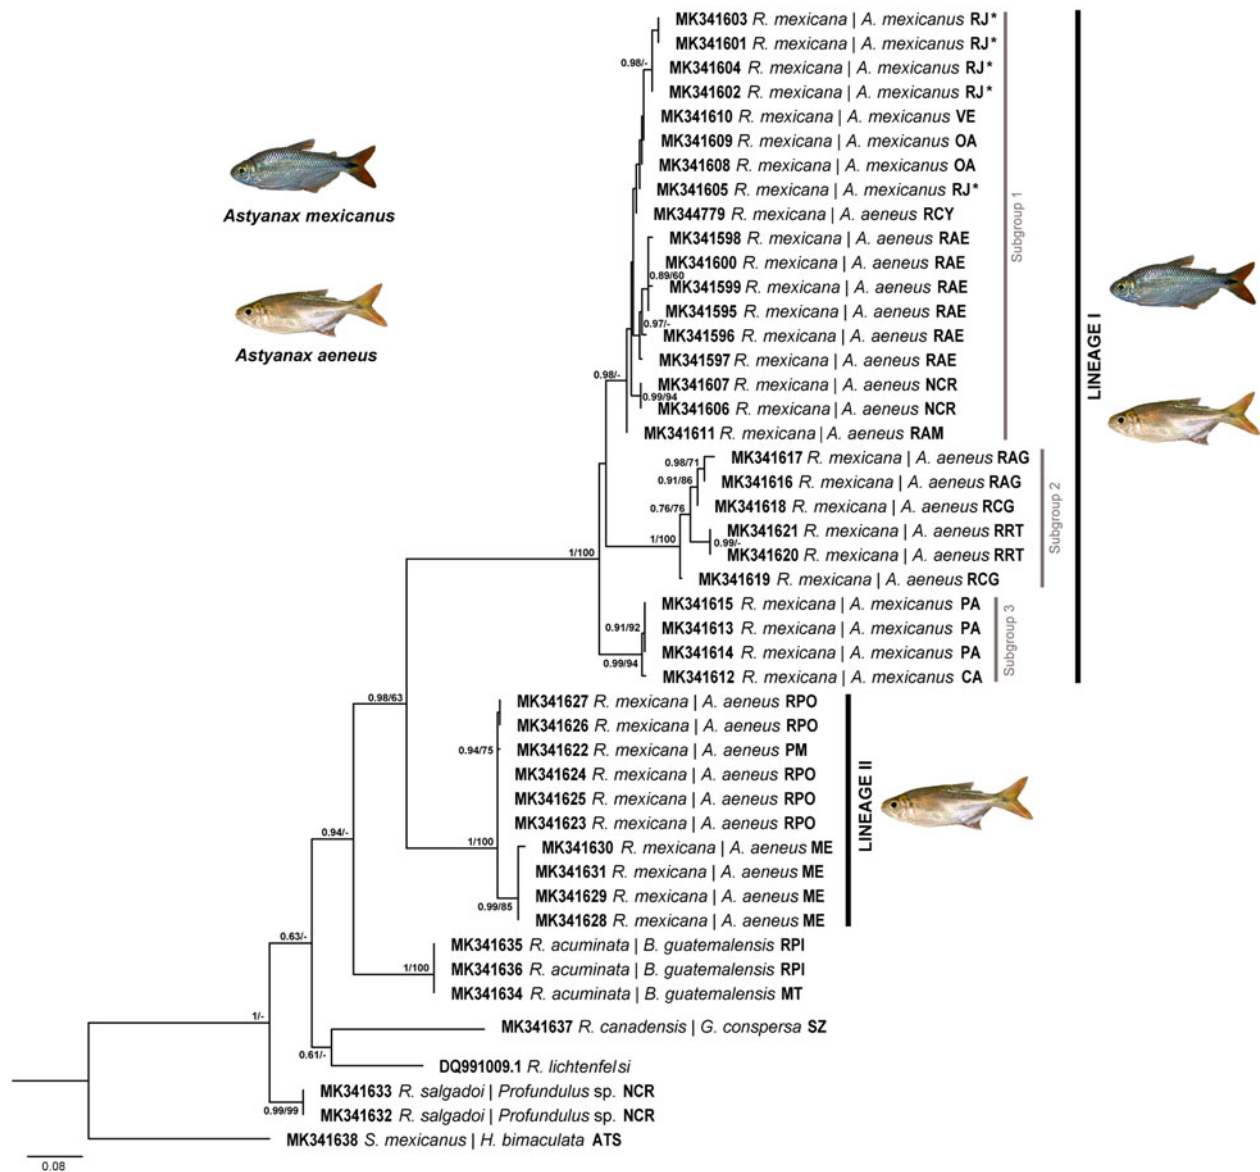 MK341603 R. mexicana | A. mexicanus RJ*
MK341601 R. mexicana | A. mexicanus RJ*
0.98/-
MK341604 R. mexicana | A. mexicanus RJ*
MK341602 R. mexicana | A. mexicanus RJ*
MK341610 R. mexicana | A. mexicanus VE
MK341609 R. mexicana | A. mexicanus OA
MK341608 R. mexicana | A. mexicanus OA
MK341605 R. mexicana | A. mexicanus RJ*
MK344779 R. mexicana | A. aeneus RCY
MK341598 R. mexicana | A. aeneus RAE
MK341600 R. mexicana | A. aeneus RAE
0.89/60
MK341599 R. mexicana | A. aeneus RAE
MK341595 R. mexicana | A. aeneus RAE
0.97/-
MK341596 R. mexicana | A. aeneus RAE
MK341597 R. mexicana | A. aeneus RAE
0.98/-
MK341607 R. mexicana | A. aeneus NCR
0.99/94
MK341606 R. mexicana | A. aeneus NCR
MK341611 R. mexicana | A. aeneus RAM
Subgroup 1
Astyanax mexicanus
Astyanax aeneus
MK341617 R. mexicana | A. aeneus RAG
0.98/71
0.91/86
MK341616 R. mexicana | A. aeneus RAG
0.76/76
MK341618 R. mexicana | A. aeneus RCG
MK341621 R. mexicana | A. aeneus RRT
1/100
0.99/-
MK341620 R. mexicana | A. aeneus RRT
MK341619 R. mexicana | A. aeneus RCG
Subgroup 2
1/100
MK341615 R. mexicana | A. mexicanus PA
0.91/92
MK341613 R. mexicana | A. mexicanus PA
MK341614 R. mexicana | A. mexicanus PA
0.99/94
MK341612 R. mexicana | A. mexicanus CA
Subgroup 3
LINEAGE I
0.98/63
MK341627 R. mexicana | A. aeneus RPO
MK341626 R. mexicana | A. aeneus RPO
0.94/75
MK341622 R. mexicana | A. aeneus PM
MK341624 R. mexicana | A. aeneus RPO
MK341625 R. mexicana | A. aeneus RPO
MK341623 R. mexicana | A. aeneus RPO
1/100
MK341630 R. mexicana | A. aeneus ME
MK341631 R. mexicana | A. aeneus ME
MK341629 R. mexicana | A. aeneus ME
0.99/85
MK341628 R. mexicana | A. aeneus ME
LINEAGE II
0.94/-
0.63/-
MK341635 R. acuminata | B. guatemalensis RPI
1/100
MK341636 R. acuminata | B. guatemalensis RPI
MK341634 R. acuminata | B. guatemalensis MT
1/-
MK341637 R. canadensis | G. conspersa SZ
0.61/-
DQ991009.1 R. lichtenfelsi
MK341633 R. salgadoi | Profundulus sp. NCR
0.99/99
MK341632 R. salgadoi | Profundulus sp. NCR
MK341638 S. mexicanus | H. bimaculata ATS
0.08